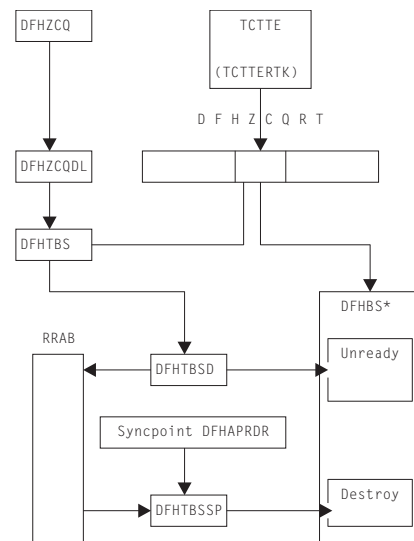 DFHZCQ
TCTTE
(TCTTERTK)
D F H Z C Q R T
DFHZCQDL
DFHTBS
DFHBS*
RRAB
Unready
DFHTBSD
Syncpoint DFHAPRDR
Destroy
DFHTBSSP